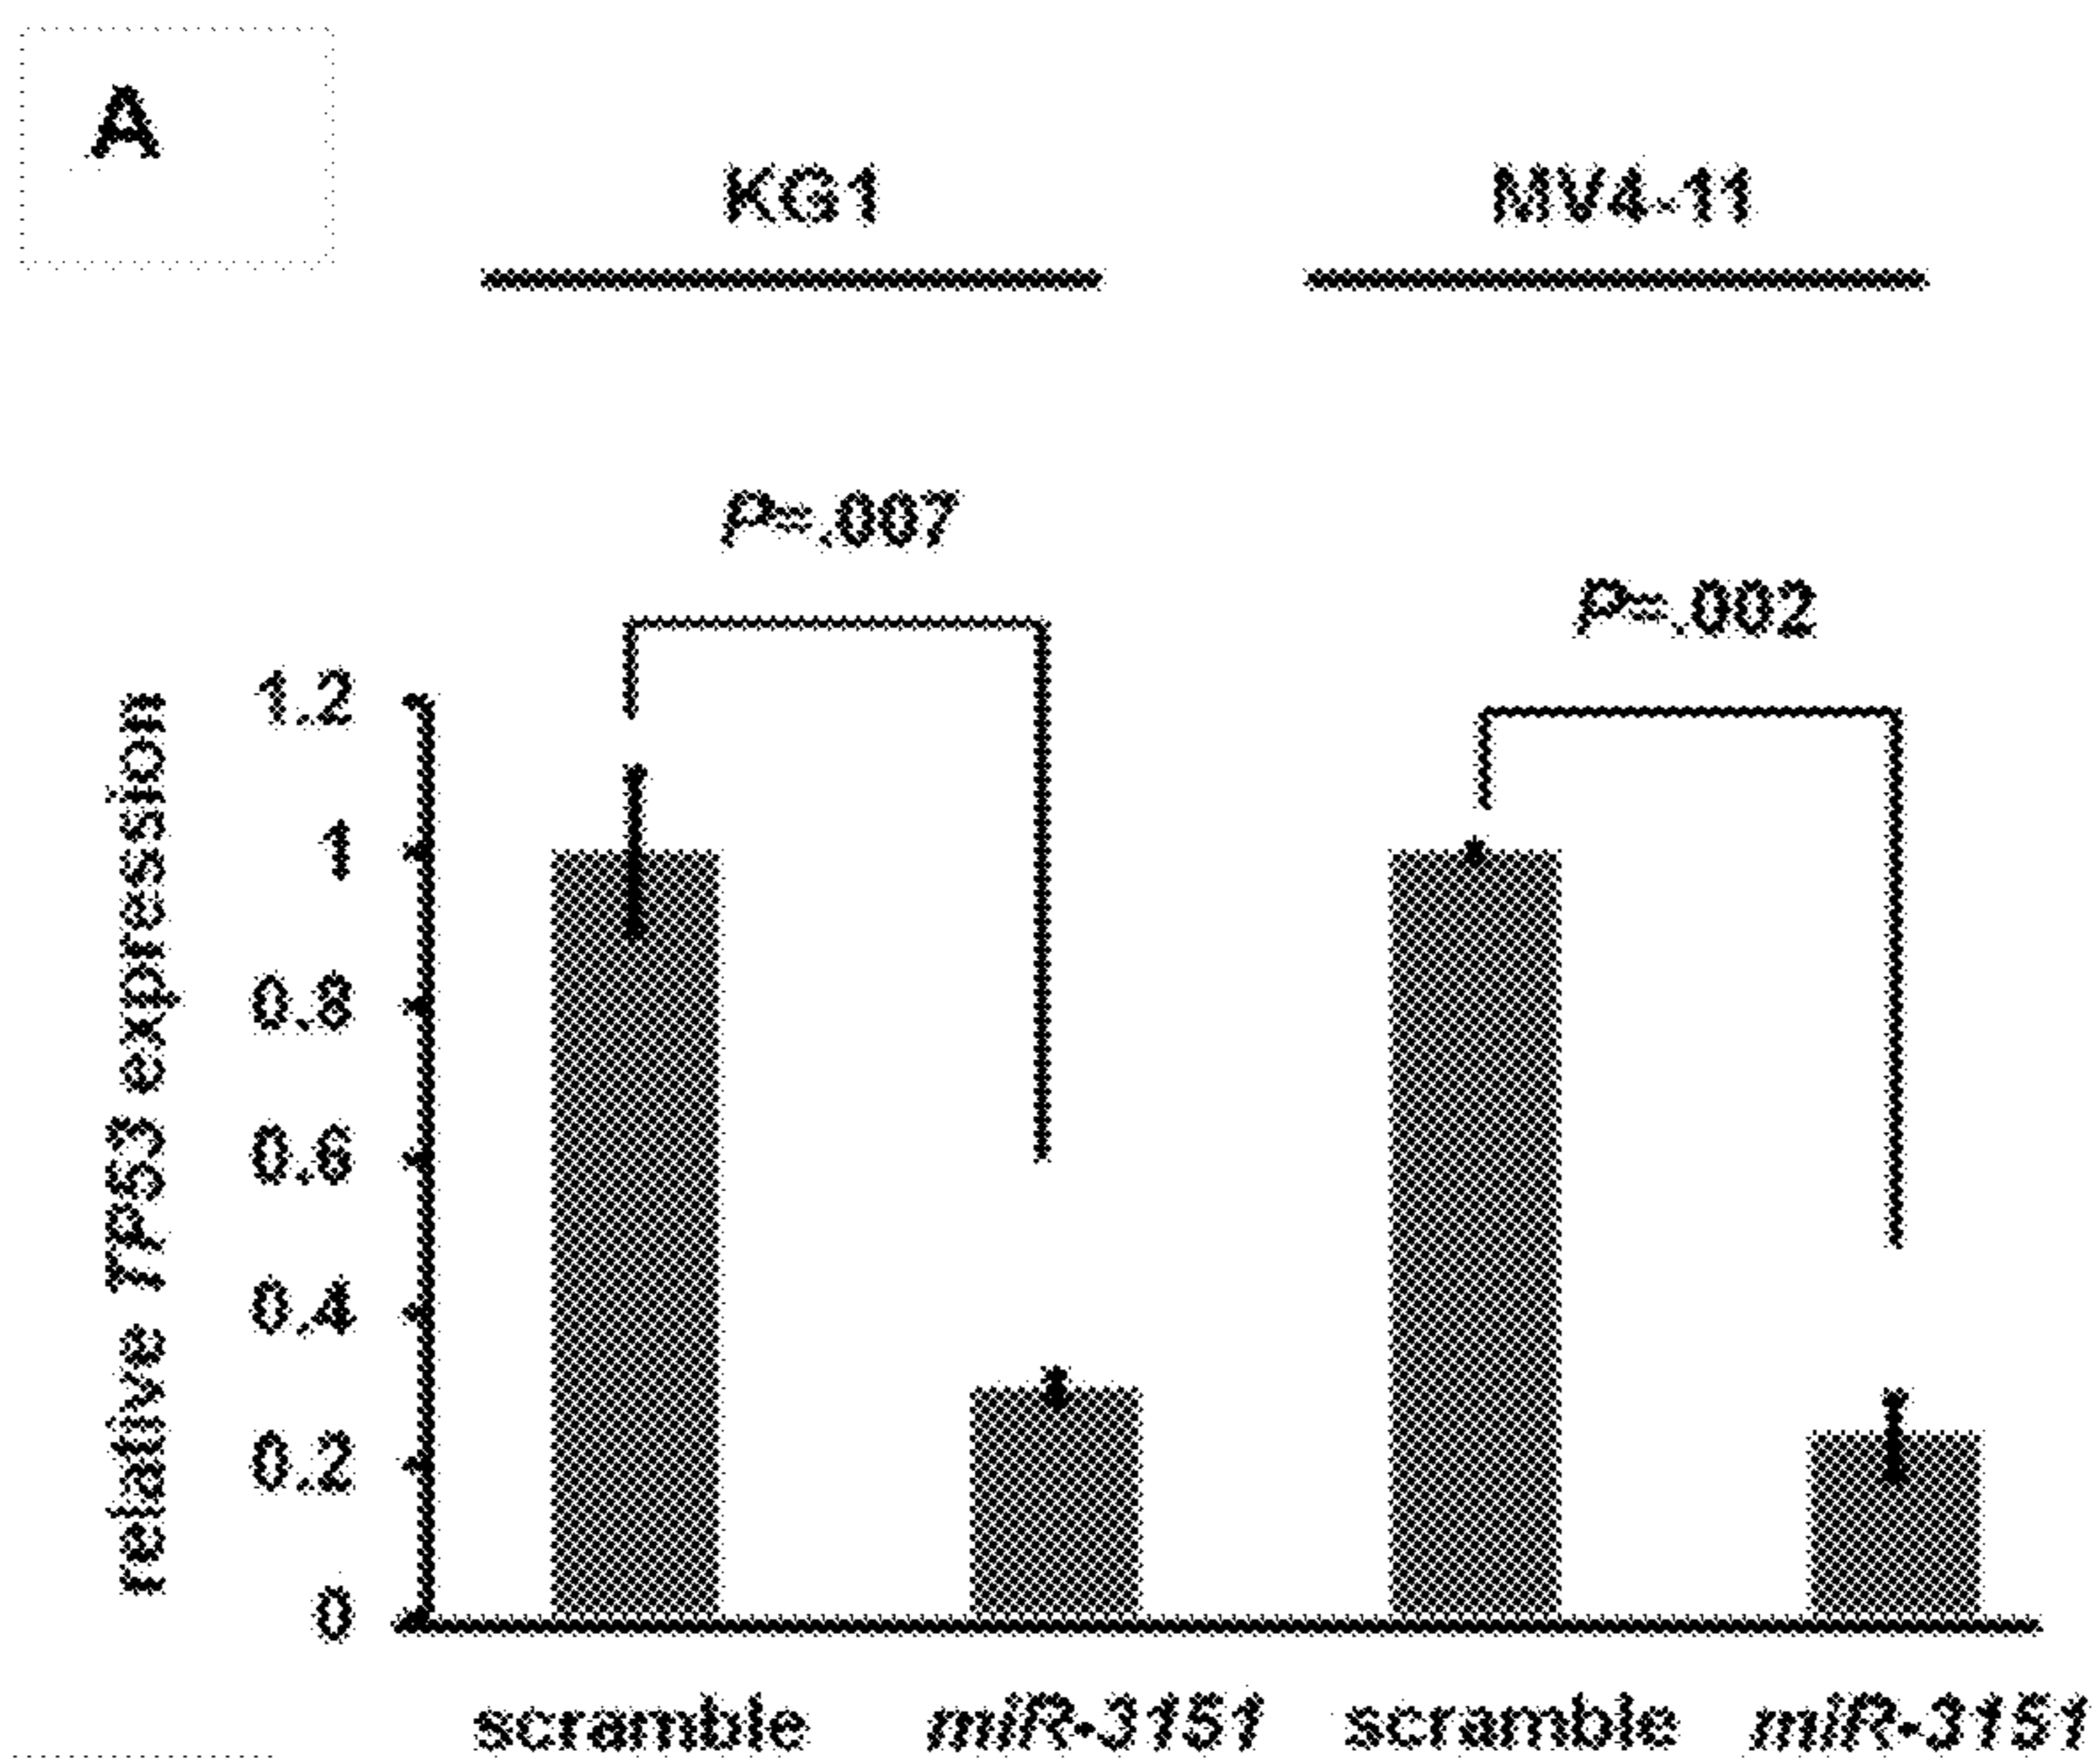 A
KG1 MV4-11
P=.007
P=.002
relative TP53 expression
1.2
1
0.8
0.6
0.4
0.2
0
scramble miR-3151 scramble miR-3151